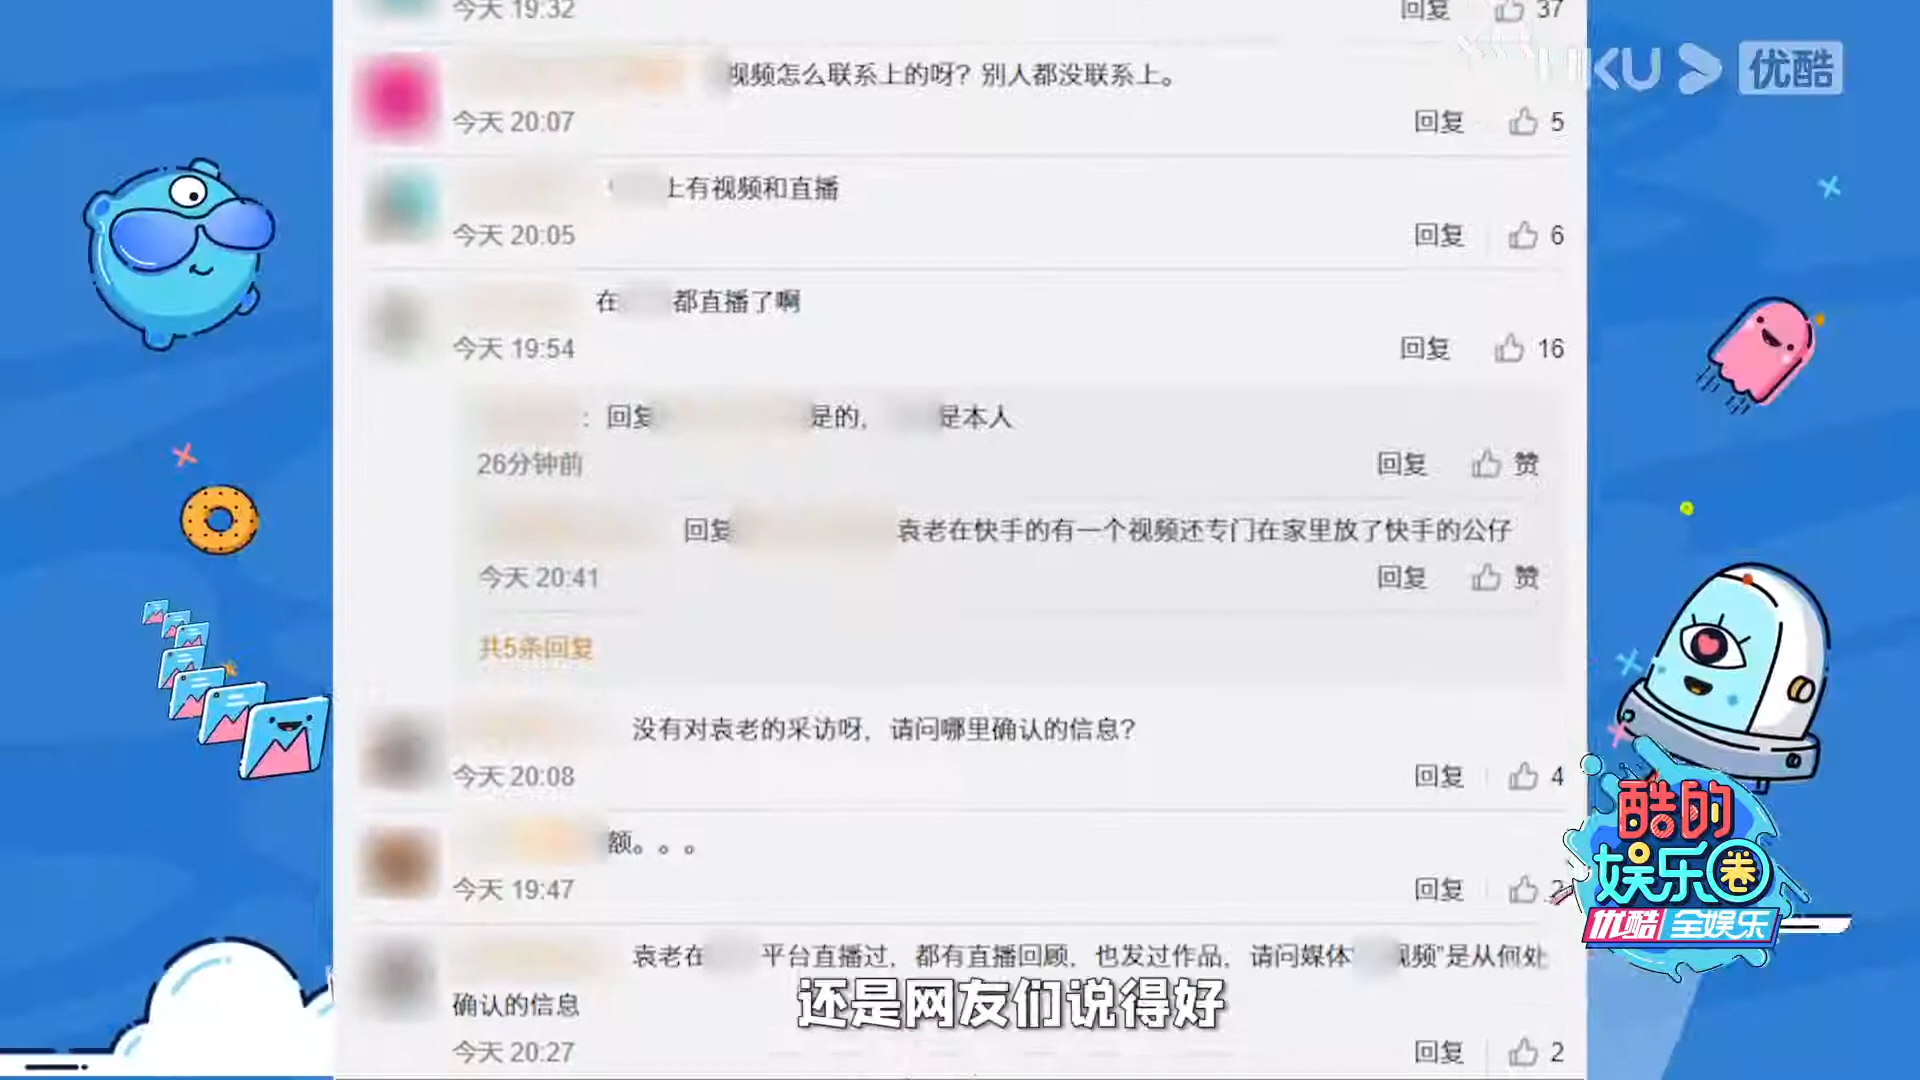 今天 19:32
回复 37
视频怎么联系上的呀？别人都没联系上。
今天 20:07
回复 5
上有视频和直播
今天 20:05
回复 6
在 都直播了啊
今天 19:54
回复 16
：回复 是的， 是本人
26分钟前
回复 赞
回复 袁老在快手的有一个视频还专门在家里放了快手的公仔
今天 20:41
回复 赞
共5条回复
没有对袁老的采访呀，请问哪里确认的信息？
今天 20:08
回复 4
额。。。
今天 19:47
回复 2
袁老在 平台直播过，都有直播回顾，也发过作品，请问媒体“ 视频”是从何处
确认的信息
今天 20:27
回复 2
还是网友们说得好
优酷
酷的
娱乐圈
优酷 全娱乐